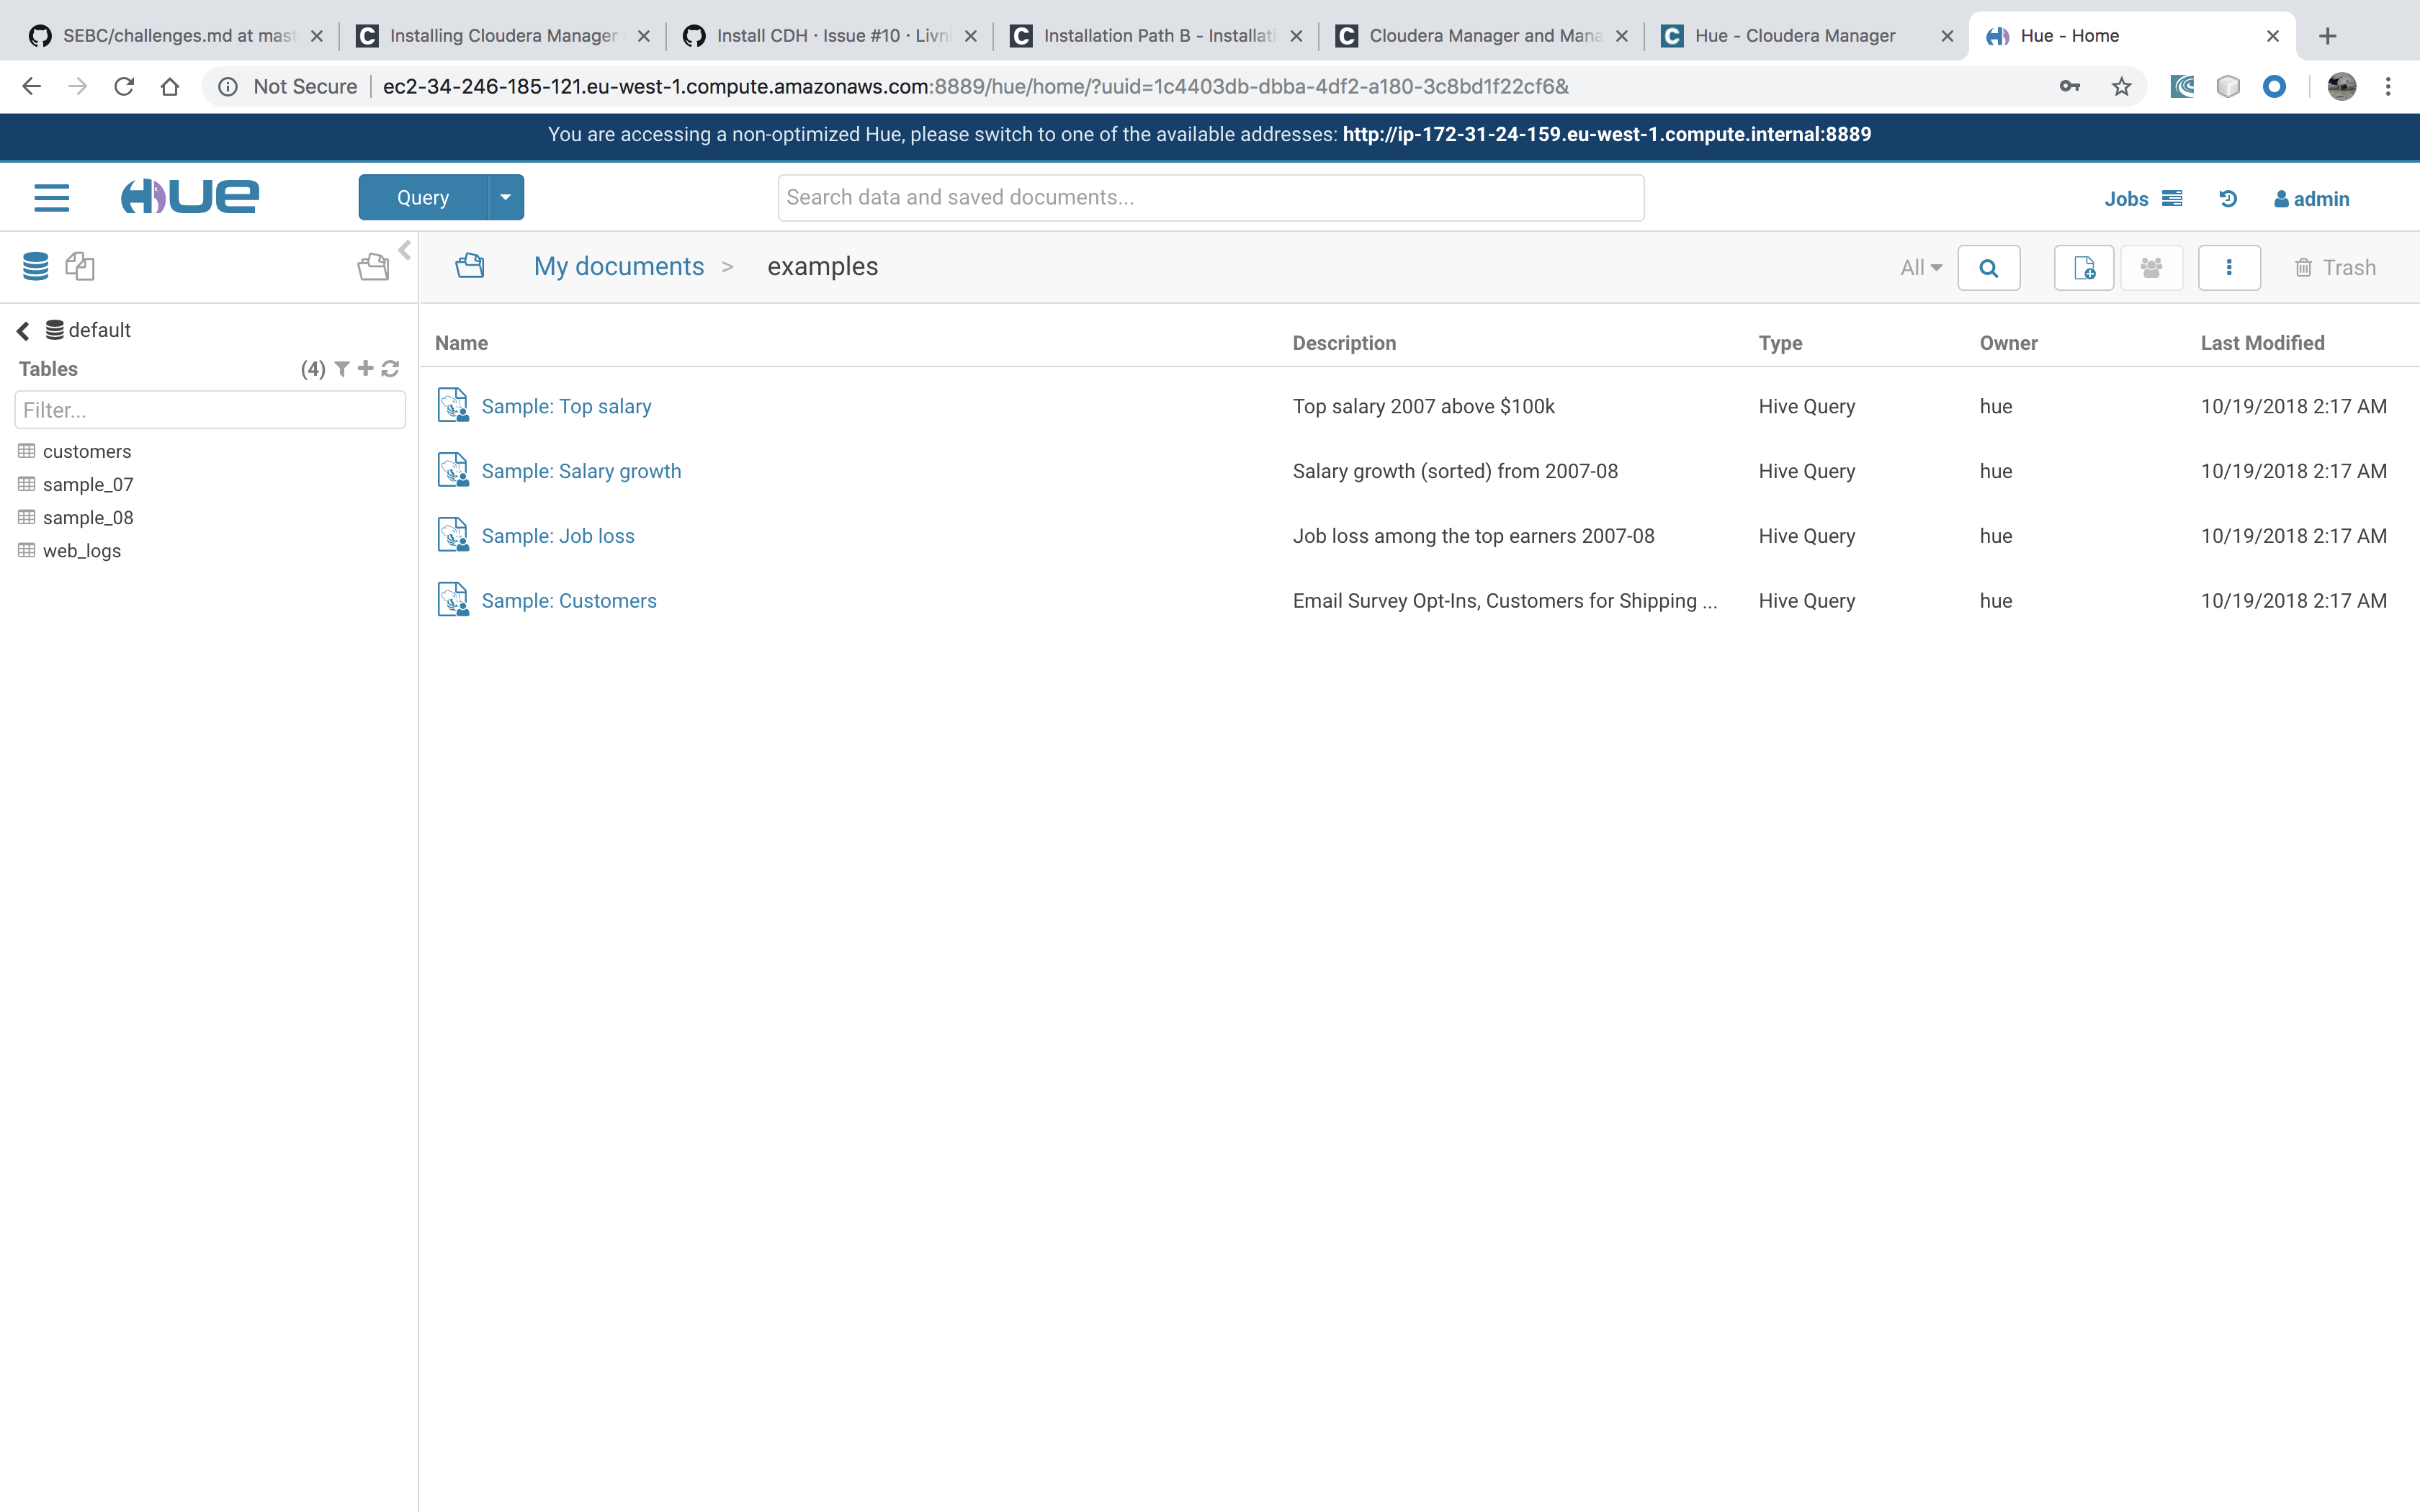 SEBC/challenges.md at mast
Installing Cloudera Manager
Install CDH · Issue #10 · Livni
Installation Path B - Installati
Cloudera Manager and Mana
Hue - Cloudera Manager
Hue - Home
Not Secure
ec2-34-246-185-121.eu-west-1.compute.amazonaws.com:8889/hue/home/?uuid=1c4403db-dbba-4df2-a180-3c8bd1f22cf6&
You are accessing a non-optimized Hue, please switch to one of the available addresses: http://ip-172-31-24-159.eu-west-1.compute.internal:8889
HUE
Query
Search data and saved documents...
Jobs
admin
My documents > examples
All
Trash
default
Tables (4)
Filter...
customers
sample_07
sample_08
web_logs
Name Description Type Owner Last Modified
Sample: Top salary Top salary 2007 above $100k Hive Query hue 10/19/2018 2:17 AM
Sample: Salary growth Salary growth (sorted) from 2007-08 Hive Query hue 10/19/2018 2:17 AM
Sample: Job loss Job loss among the top earners 2007-08 Hive Query hue 10/19/2018 2:17 AM
Sample: Customers Email Survey Opt-Ins, Customers for Shipping ... Hive Query hue 10/19/2018 2:17 AM